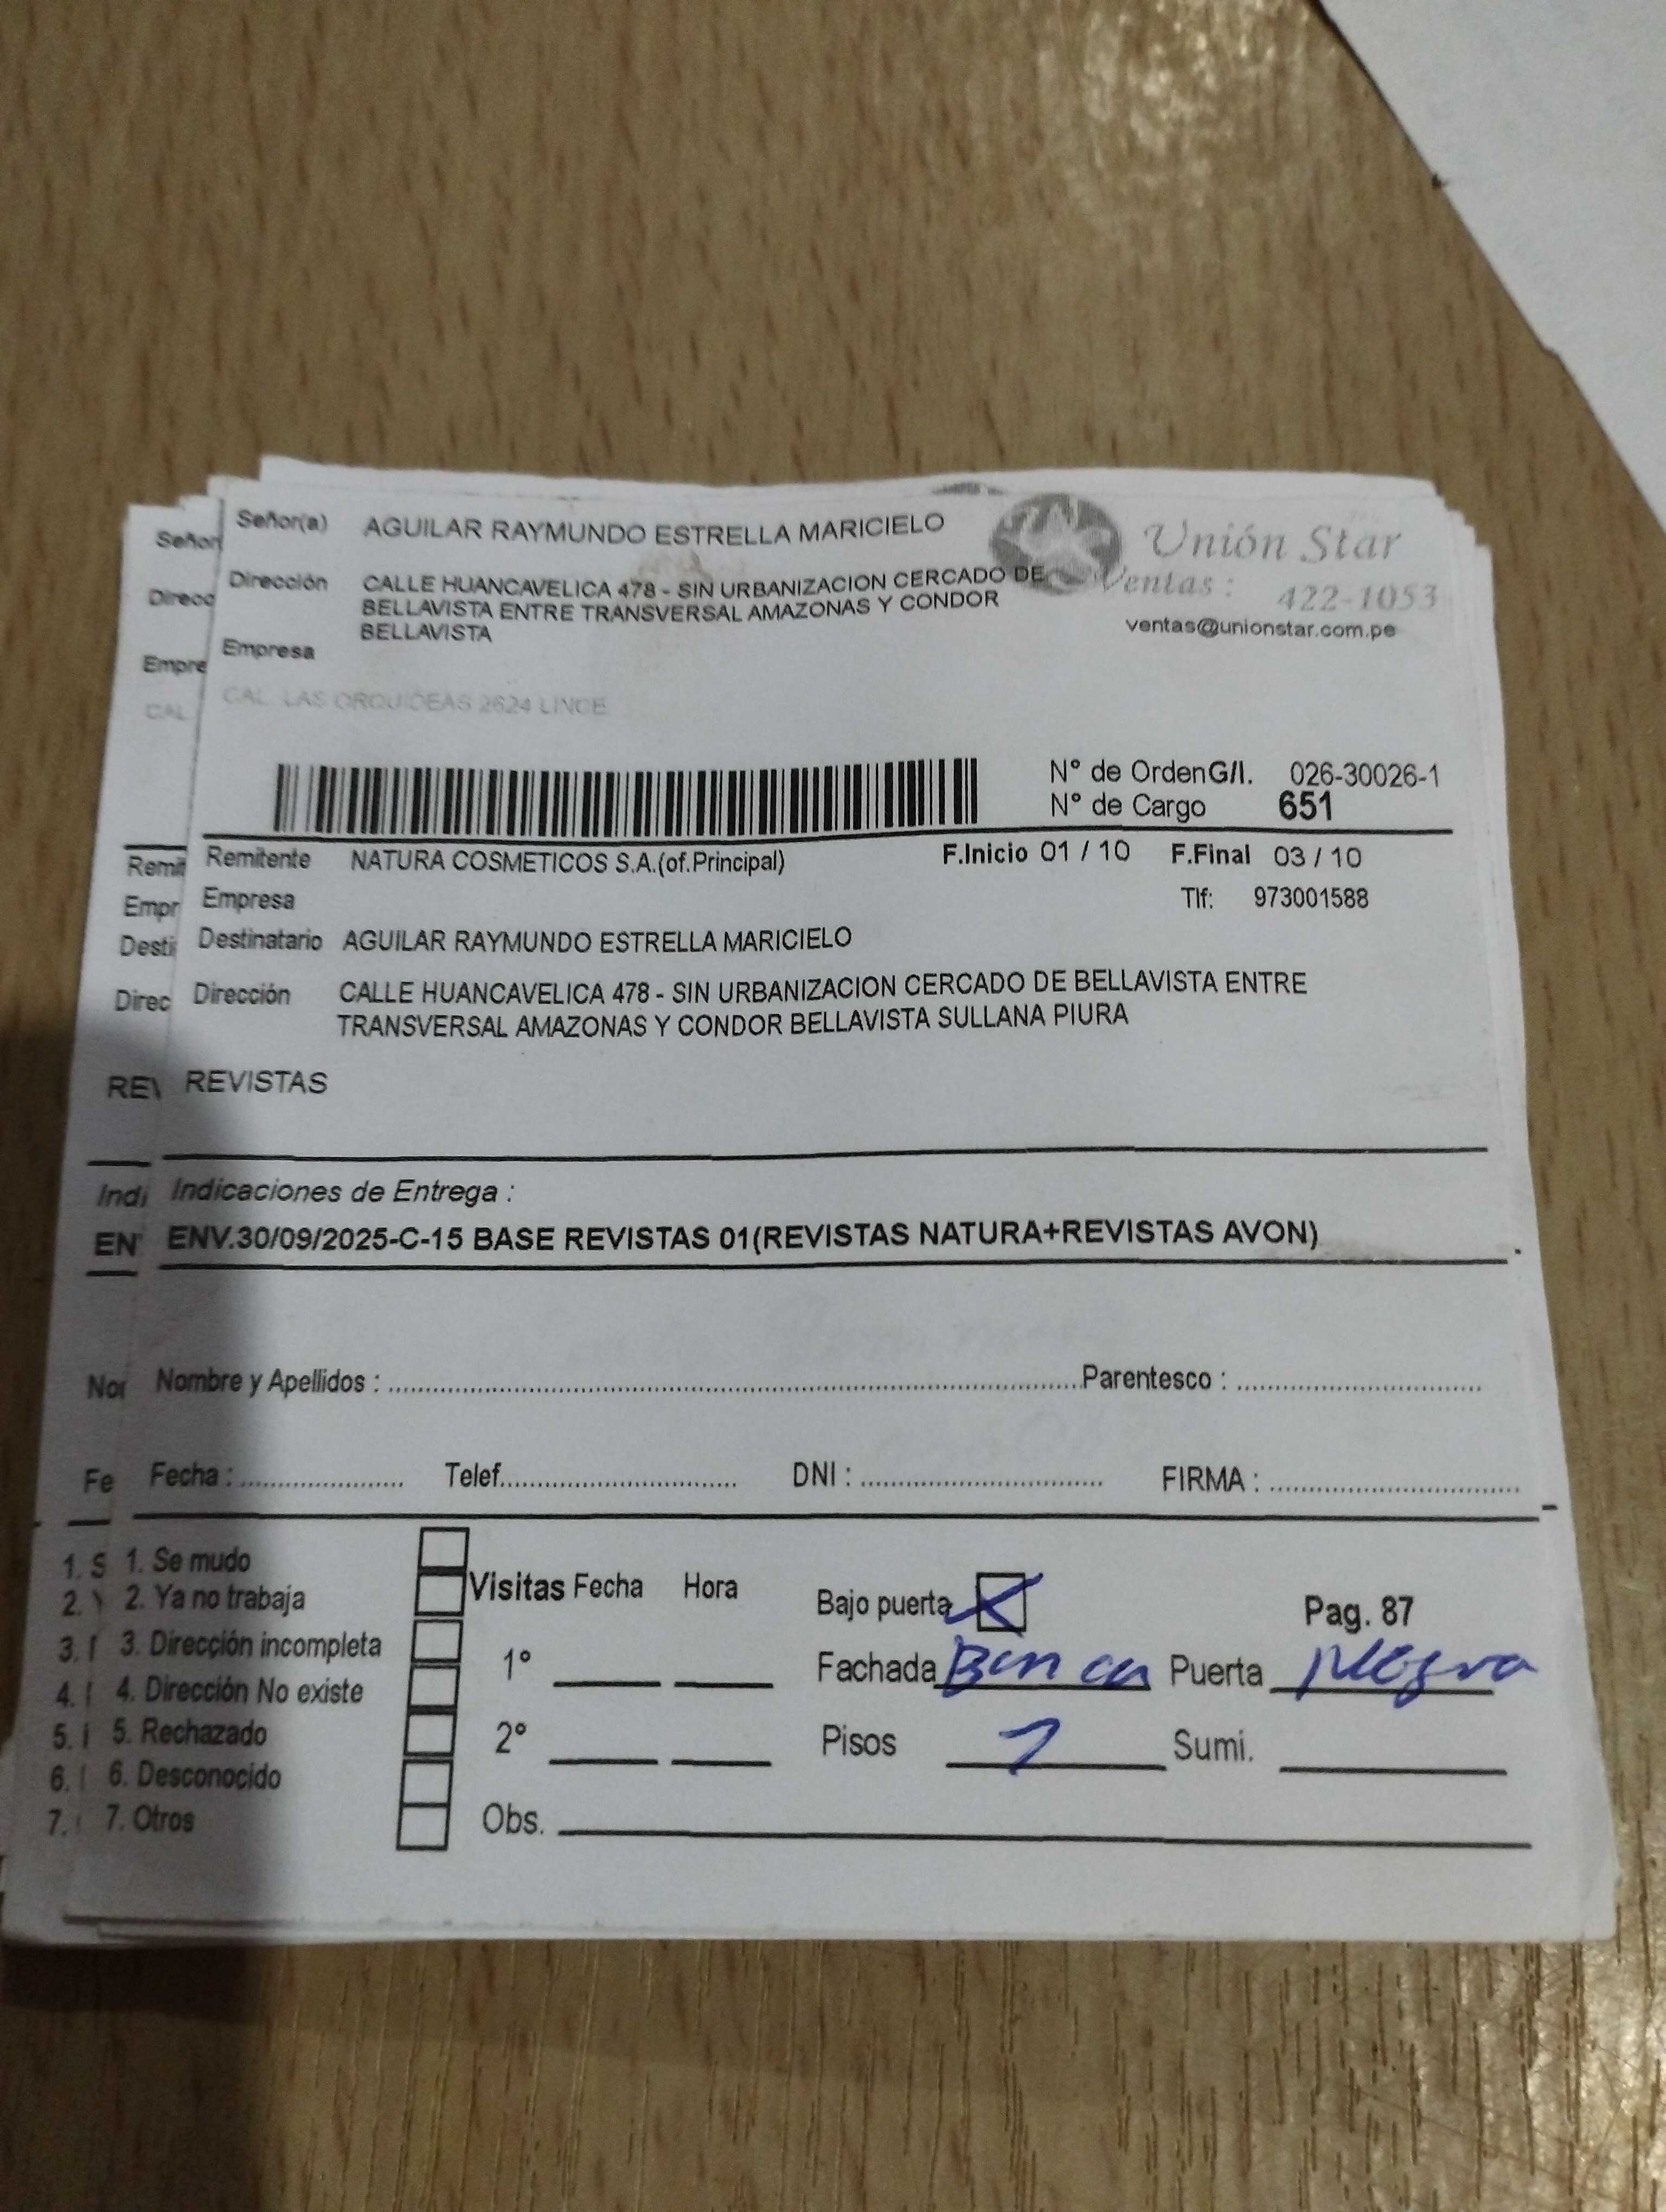 Señor(a) AGUILAR RAYMUNDO ESTRELLA MARICIELO
Unión Star
Ventas : 422-1053
ventas@unionstar.com.pe
Dirección CALLE HUANCAVELICA 478 - SIN URBANIZACION CERCADO DE
BELLAVISTA ENTRE TRANSVERSAL AMAZONAS Y CONDOR
BELLAVISTA
Empresa
CAL. LAS ORQUIDEAS 2624 LINCE
N° de Orden G/I. 026-30026-1
N° de Cargo 651
Remitente NATURA COSMETICOS S.A.(of.Principal) F.Inicio 01 / 10 F.Final 03 / 10
Empresa Tlf: 973001588
Destinatario AGUILAR RAYMUNDO ESTRELLA MARICIELO
Dirección CALLE HUANCAVELICA 478 - SIN URBANIZACION CERCADO DE BELLAVISTA ENTRE
TRANSVERSAL AMAZONAS Y CONDOR BELLAVISTA SULLANA PIURA
REVISTAS
Indicaciones de Entrega :
ENV.30/09/2025-C-15 BASE REVISTAS 01(REVISTAS NATURA+REVISTAS AVON)
Nombre y Apellidos : Parentesco :
Fecha : Telef. DNI : FIRMA :
1. Se mudo
2. Ya no trabaja
3. Dirección incompleta
4. Dirección No existe
5. Rechazado
6. Desconocido
7. Otros
Visitas Fecha Hora
1°
2°
Obs.
Bajo puerta Pag. 87
Fachada Puerta Negra
Pisos 1 Sumi.